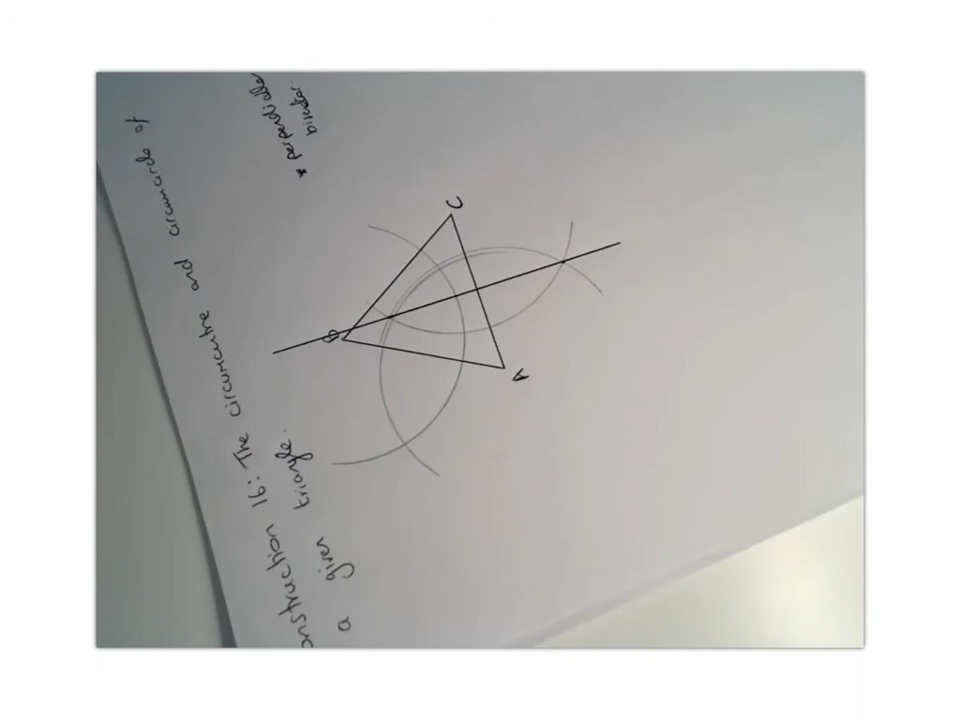 onstruction 16: The circumcentre and circumcircle of
a given triangle.
* perpendicular
bisector.
B
C
A